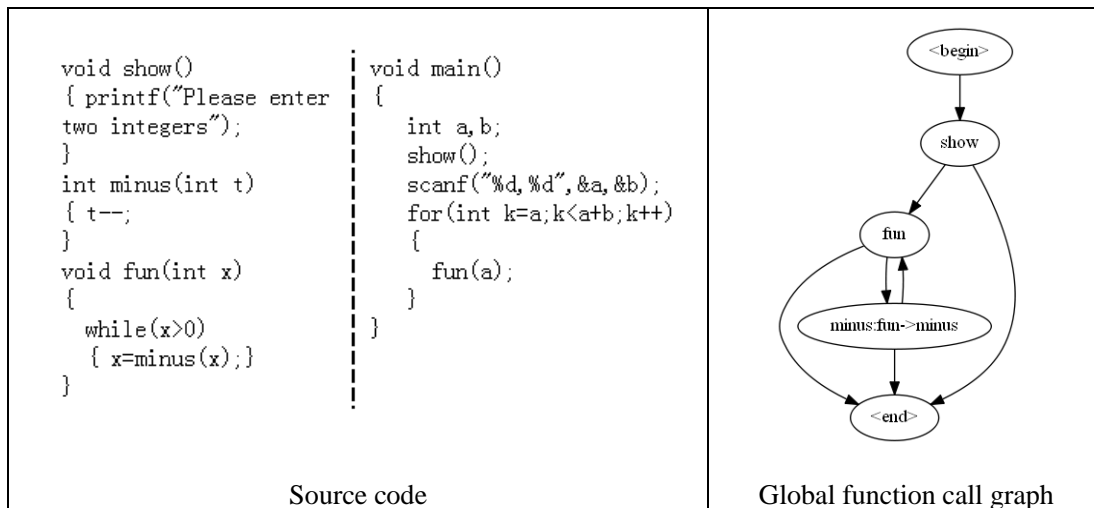 void show()
{ printf("Please enter
two integers");
}
int minus(int t)
{ t--;
}
void fun(int x)
{
while(x>0)
{ x=minus(x);}
}
void main()
{
int a,b;
show();
scanf("%d,%d",&a,&b);
for(int k=a;k<a+b;k++)
{
fun(a);
}
}
Source code
<begin>
show
fun
minus:fun->minus
<end>
Global function call graph